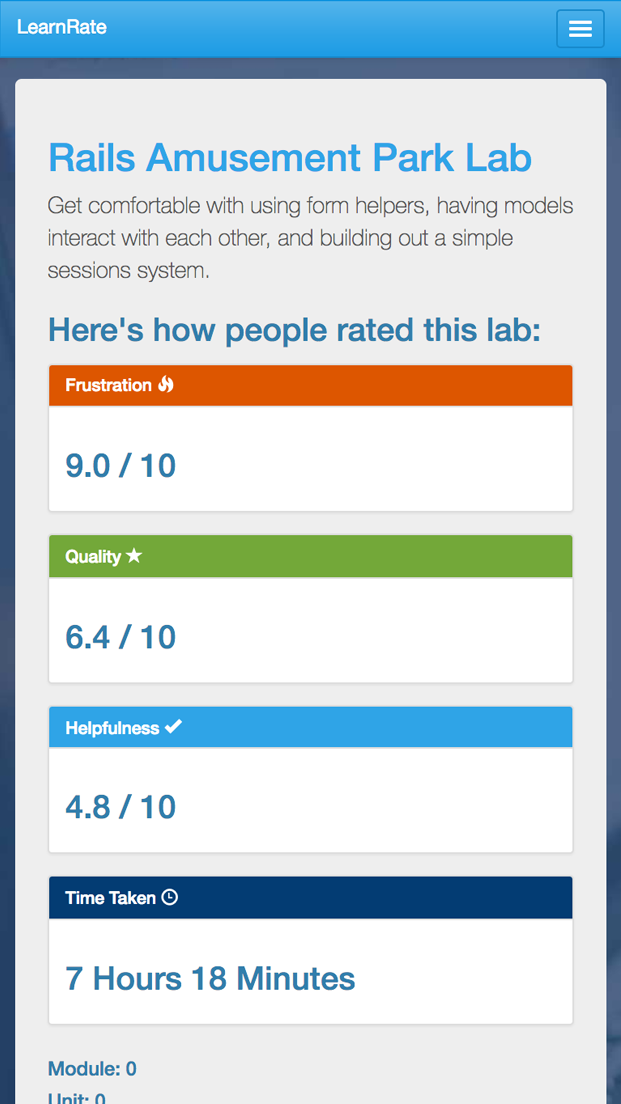 LearnRate
Rails Amusement Park Lab
Get comfortable with using form helpers, having models
interact with each other, and building out a simple
sessions system.
Here's how people rated this lab:
Frustration
9.0 / 10
Quality
6.4 / 10
Helpfulness
4.8 / 10
Time Taken
7 Hours 18 Minutes
Module: 0
Unit: 0